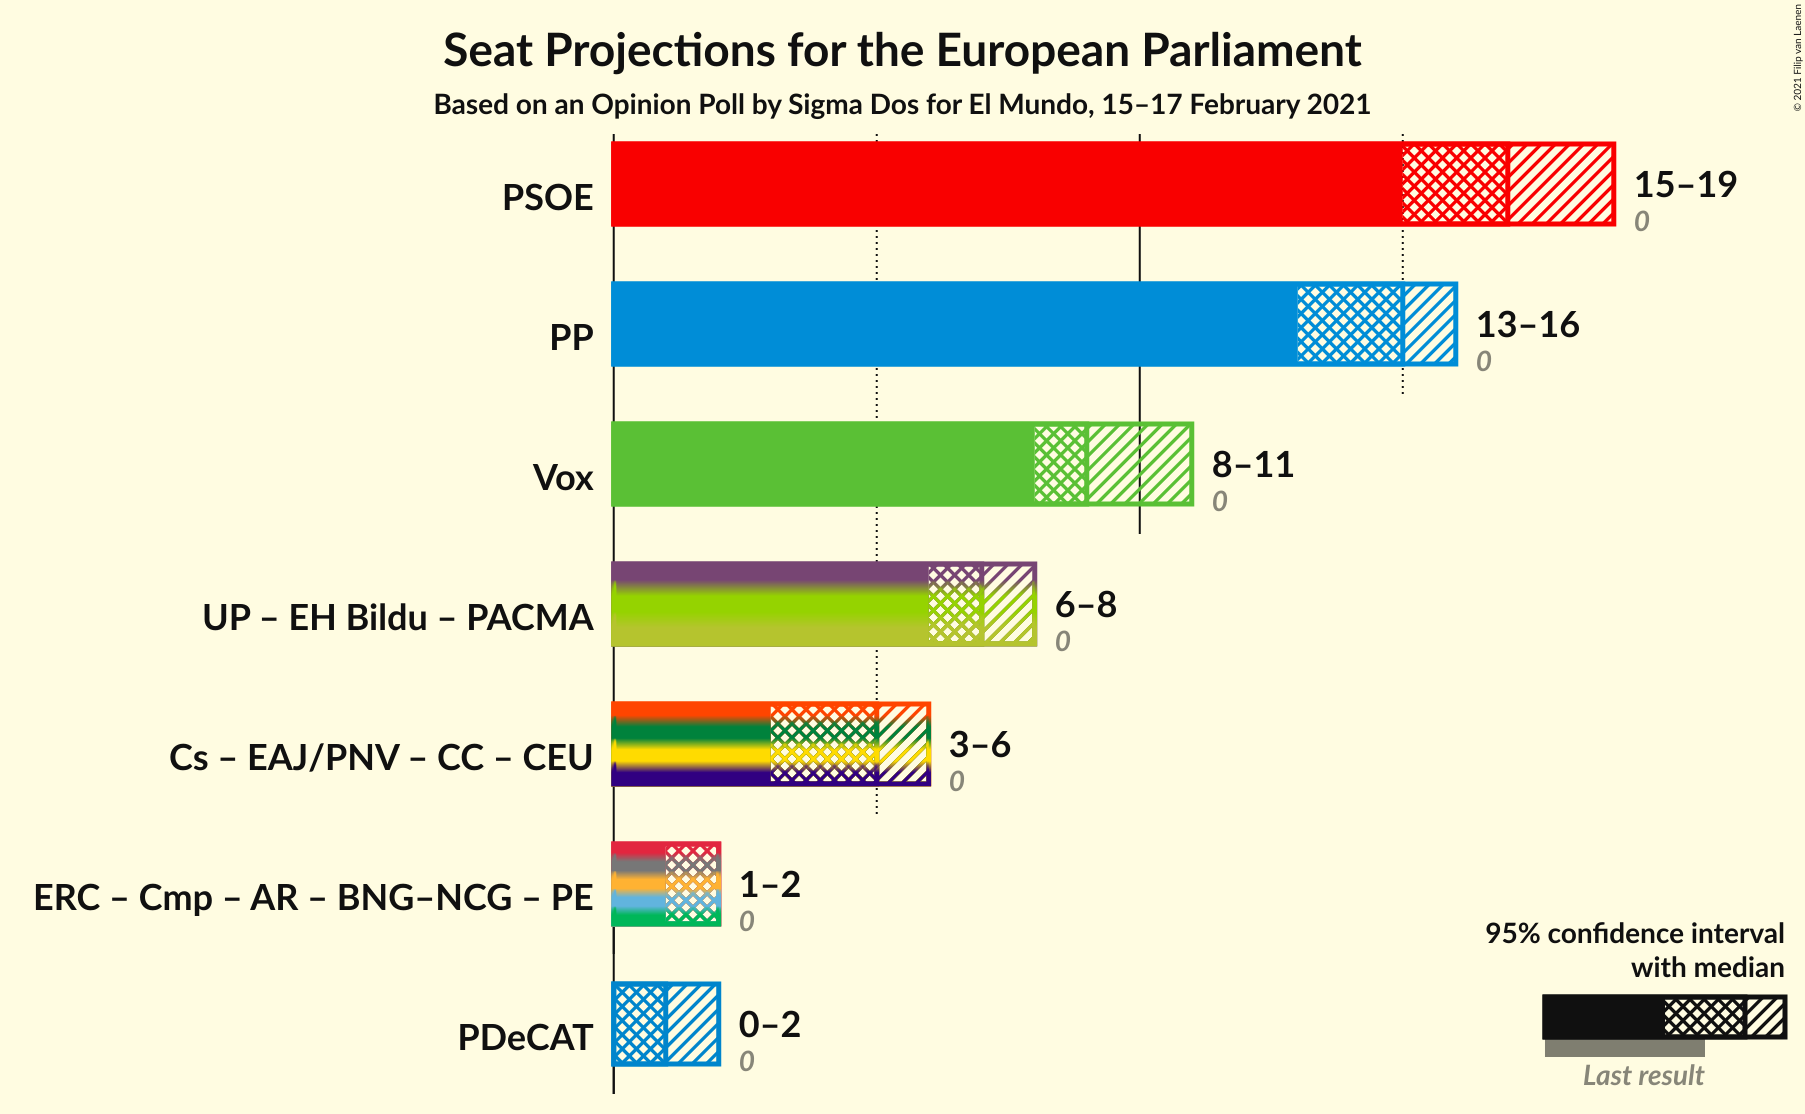 Seat Projections for the European Parliament
Based on an Opinion Poll by Sigma Dos for El Mundo, 15–17 February 2021
© 2021 Filip van Laenen
PSOE
15–19
0
PP
13–16
0
Vox
8–11
0
UP – EH Bildu – PACMA
6–8
0
Cs – EAJ/PNV – CC – CEU
3–6
0
ERC – Cmp – AR – BNG–NCG – PE
1–2
0
PDeCAT
0–2
0
95% confidence interval
with median
Last result